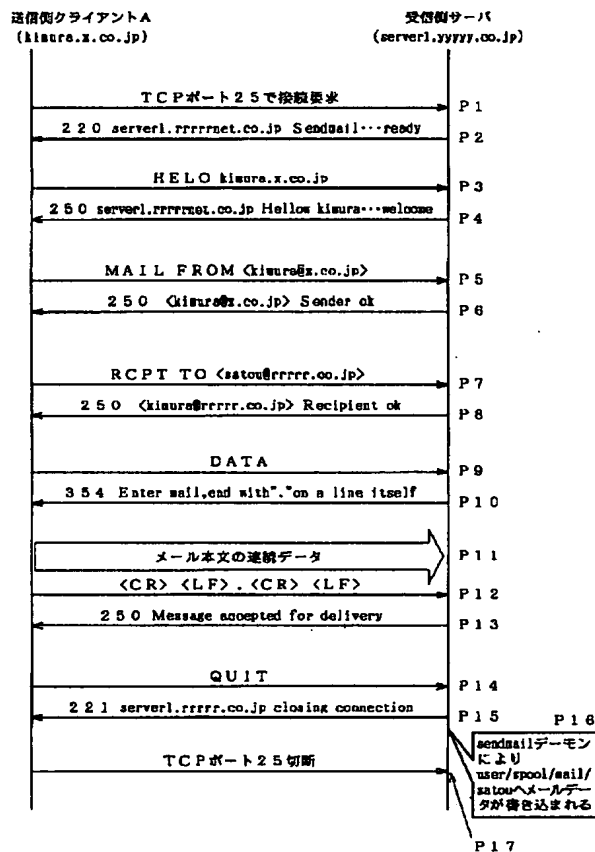 送信側クライアントA
(kimura.x.co.jp)
受信側サーバ
(server1.yyyyy.co.jp)
TCPポート25で接続要求
P1
220 server1.rrrrrnet.co.jp Sendmail…ready
P2
HELO kimura.x.co.jp
P3
250 server1.rrrrrnet.co.jp Hellow kimura…welcome
P4
MAIL FROM <kimura@x.co.jp>
P5
250 <kimura@x.co.jp> Sender ok
P6
RCPT TO <satou@rrrrr.co.jp>
P7
250 <kimura@rrrrr.co.jp> Recipient ok
P8
DATA
P9
354 Enter mail,end with"."on a line itself
P10
メール本文の連続データ
P11
<CR> <LF>.<CR> <LF>
P12
250 Message accepted for delivery
P13
QUIT
P14
221 server1.rrrrr.co.jp closing connection
P15
P16
sendmailデーモン
により
user/spool/mail/
satouへメールデー
タが書き込まれる
TCPポート25切断
P17